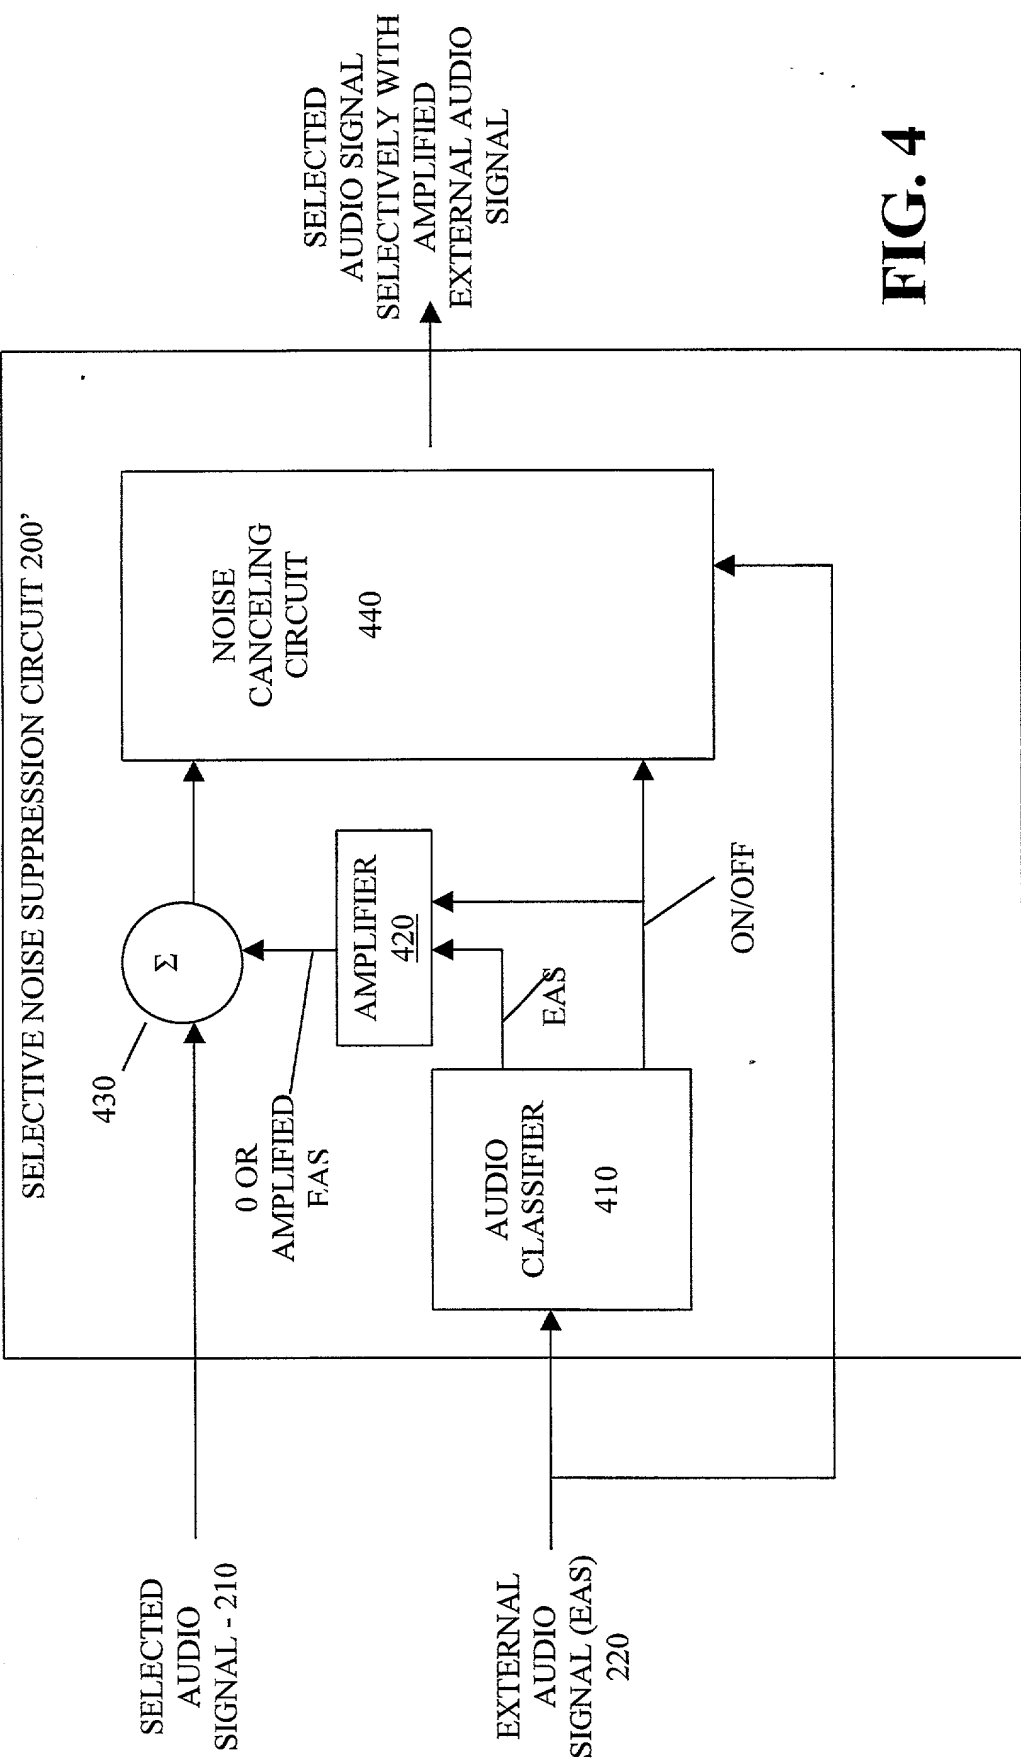 SELECTIVE NOISE SUPPRESSION CIRCUIT 200’
SELECTED
AUDIO
SIGNAL - 210
430
Σ
0 OR
AMPLIFIED
EAS
AMPLIFIER
420
NOISE
CANCELING
CIRCUIT
440
SELECTED
AUDIO SIGNAL
SELECTIVELY WITH
AMPLIFIED
EXTERNAL AUDIO
SIGNAL
EXTERNAL
AUDIO
SIGNAL (EAS)
220
AUDIO
CLASSIFIER
410
EAS
ON/OFF
FIG. 4